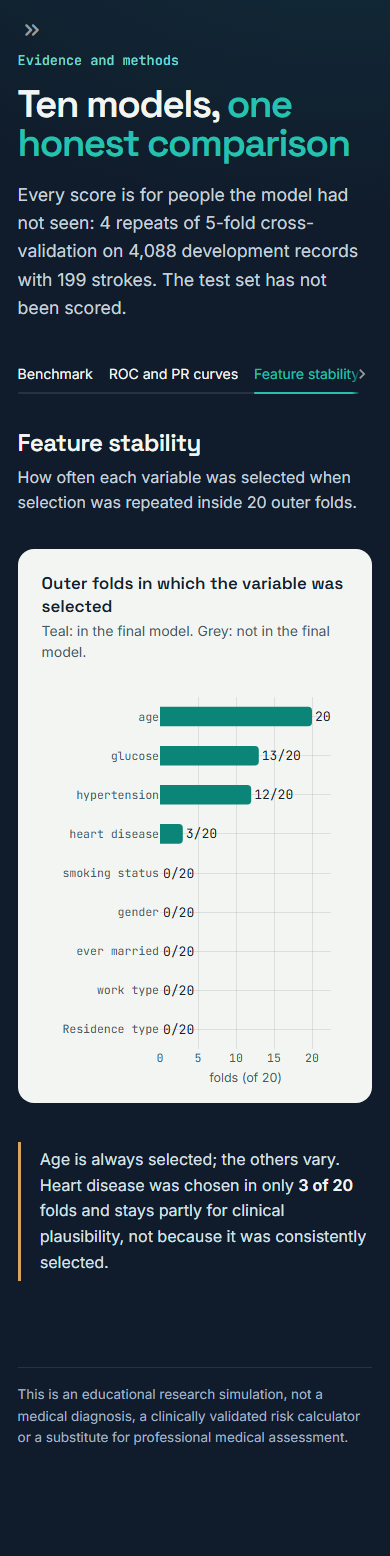 Evidence and methods
Ten models, one
honest comparison
Every score is for people the model had
not seen: 4 repeats of 5-fold cross-
validation on 4,088 development records
with 199 strokes. The test set has not
been scored.
Benchmark ROC and PR curves Feature stability
Feature stability
How often each variable was selected when
selection was repeated inside 20 outer folds.
Outer folds in which the variable was
selected
Teal: in the final model. Grey: not in the final
model.
age 20
glucose 13/20
hypertension 12/20
heart disease 3/20
smoking status 0/20
gender 0/20
ever married 0/20
work type 0/20
Residence type 0/20
0 5 10 15 20
folds (of 20)
Age is always selected; the others vary.
Heart disease was chosen in only 3 of 20
folds and stays partly for clinical
plausibility, not because it was consistently
selected.
This is an educational research simulation, not a
medical diagnosis, a clinically validated risk calculator
or a substitute for professional medical assessment.